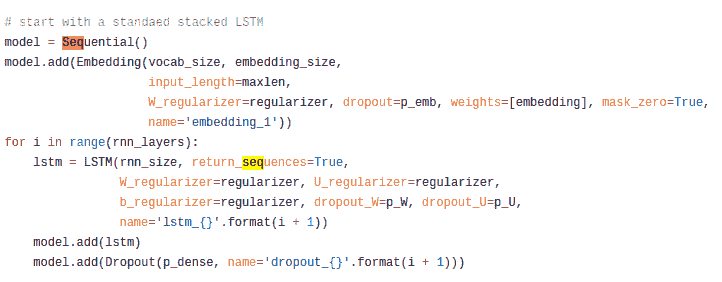 # start with a standaed stacked LSTM
model = Sequential()
model.add(Embedding(vocab_size, embedding_size,
                    input_length=maxlen,
                    W_regularizer=regularizer, dropout=p_emb, weights=[embedding], mask_zero=True,
                    name='embedding_1'))
for i in range(rnn_layers):
    lstm = LSTM(rnn_size, return_sequences=True,
                W_regularizer=regularizer, U_regularizer=regularizer,
                b_regularizer=regularizer, dropout_W=p_W, dropout_U=p_U,
                name='lstm_{}'.format(i + 1))
    model.add(lstm)
    model.add(Dropout(p_dense, name='dropout_{}'.format(i + 1)))